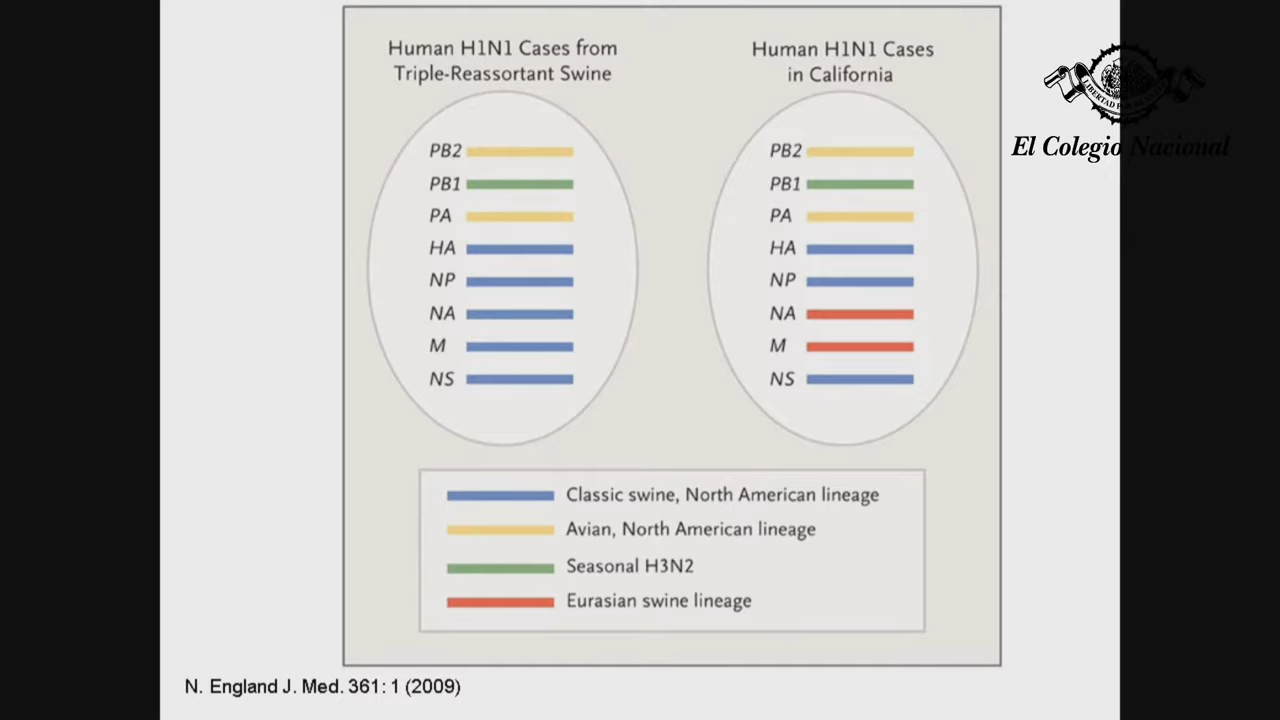 Human H1N1 Cases from
Triple-Reassortant Swine
PB2
PB1
PA
HA
NP
NA
M
NS
Human H1N1 Cases
in California
PB2
PB1
PA
HA
NP
NA
M
NS
Classic swine, North American lineage
Avian, North American lineage
Seasonal H3N2
Eurasian swine lineage
N. England J. Med. 361: 1 (2009)
El Colegio Nacional